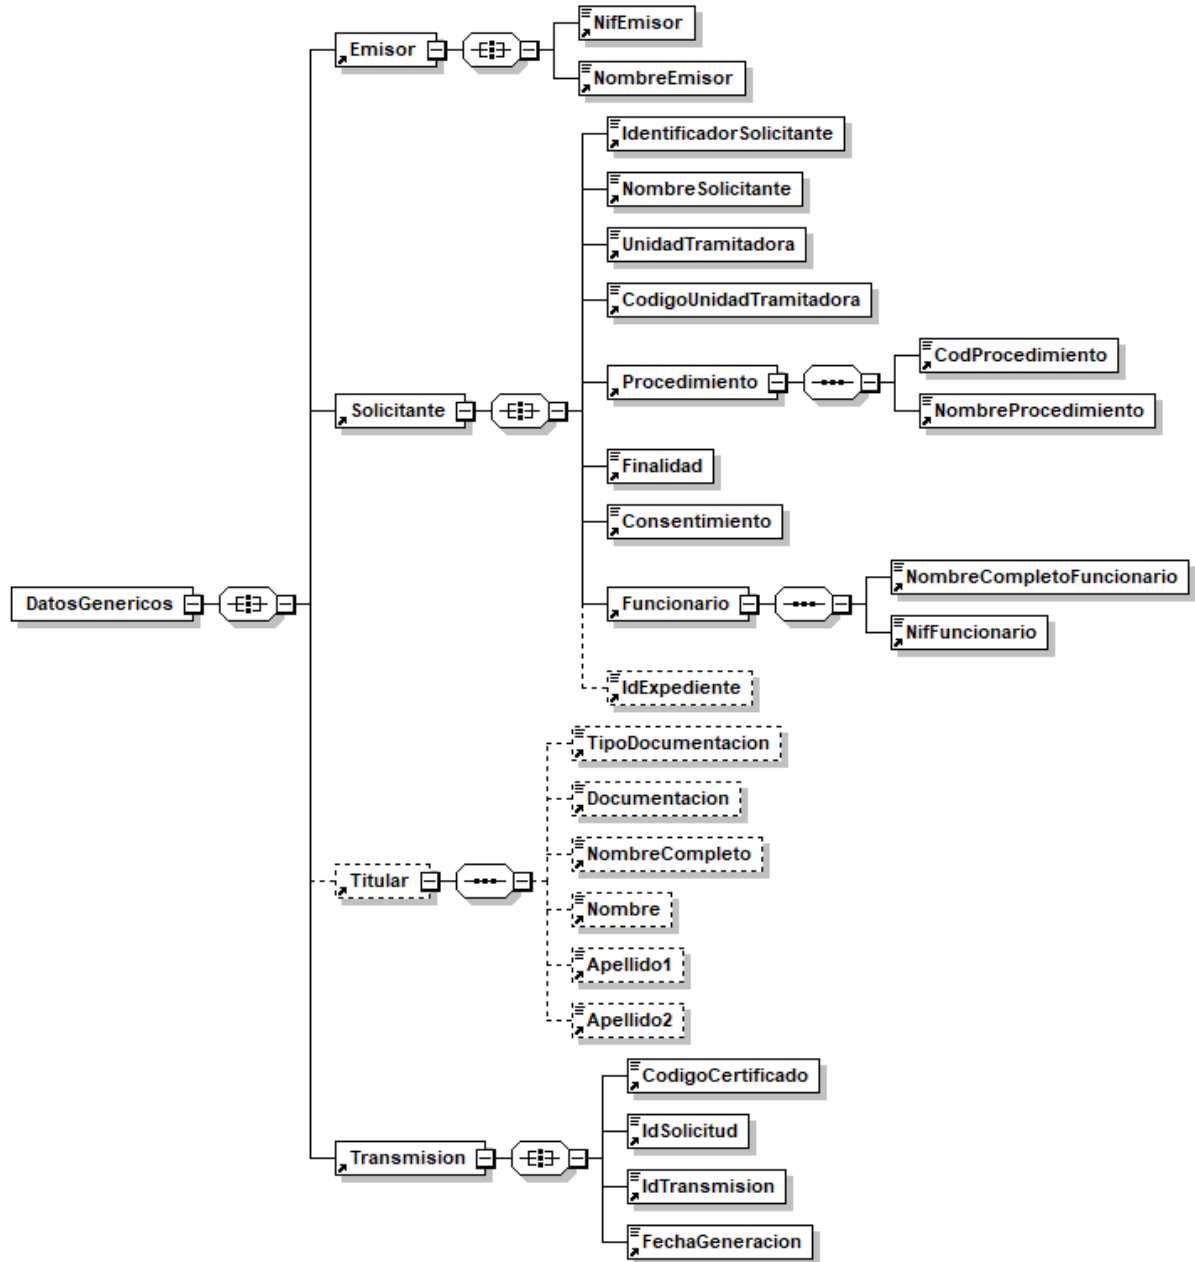 NifEmisor
Emisor
NombreEmisor
IdentificadorSolicitante
NombreSolicitante
UnidadTramitadora
CodigoUnidadTramitadora
CodProcedimiento
Procedimiento
NombreProcedimiento
Solicitante
Finalidad
Consentimiento
NombreCompletoFuncionario
DatosGenericos
Funcionario
NifFuncionario
IdExpediente
TipoDocumentacion
Documentacion
NombreCompleto
Titular
Nombre
Apellido1
Apellido2
CodigoCertificado
IdSolicitud
Transmision
IdTransmision
FechaGeneracion